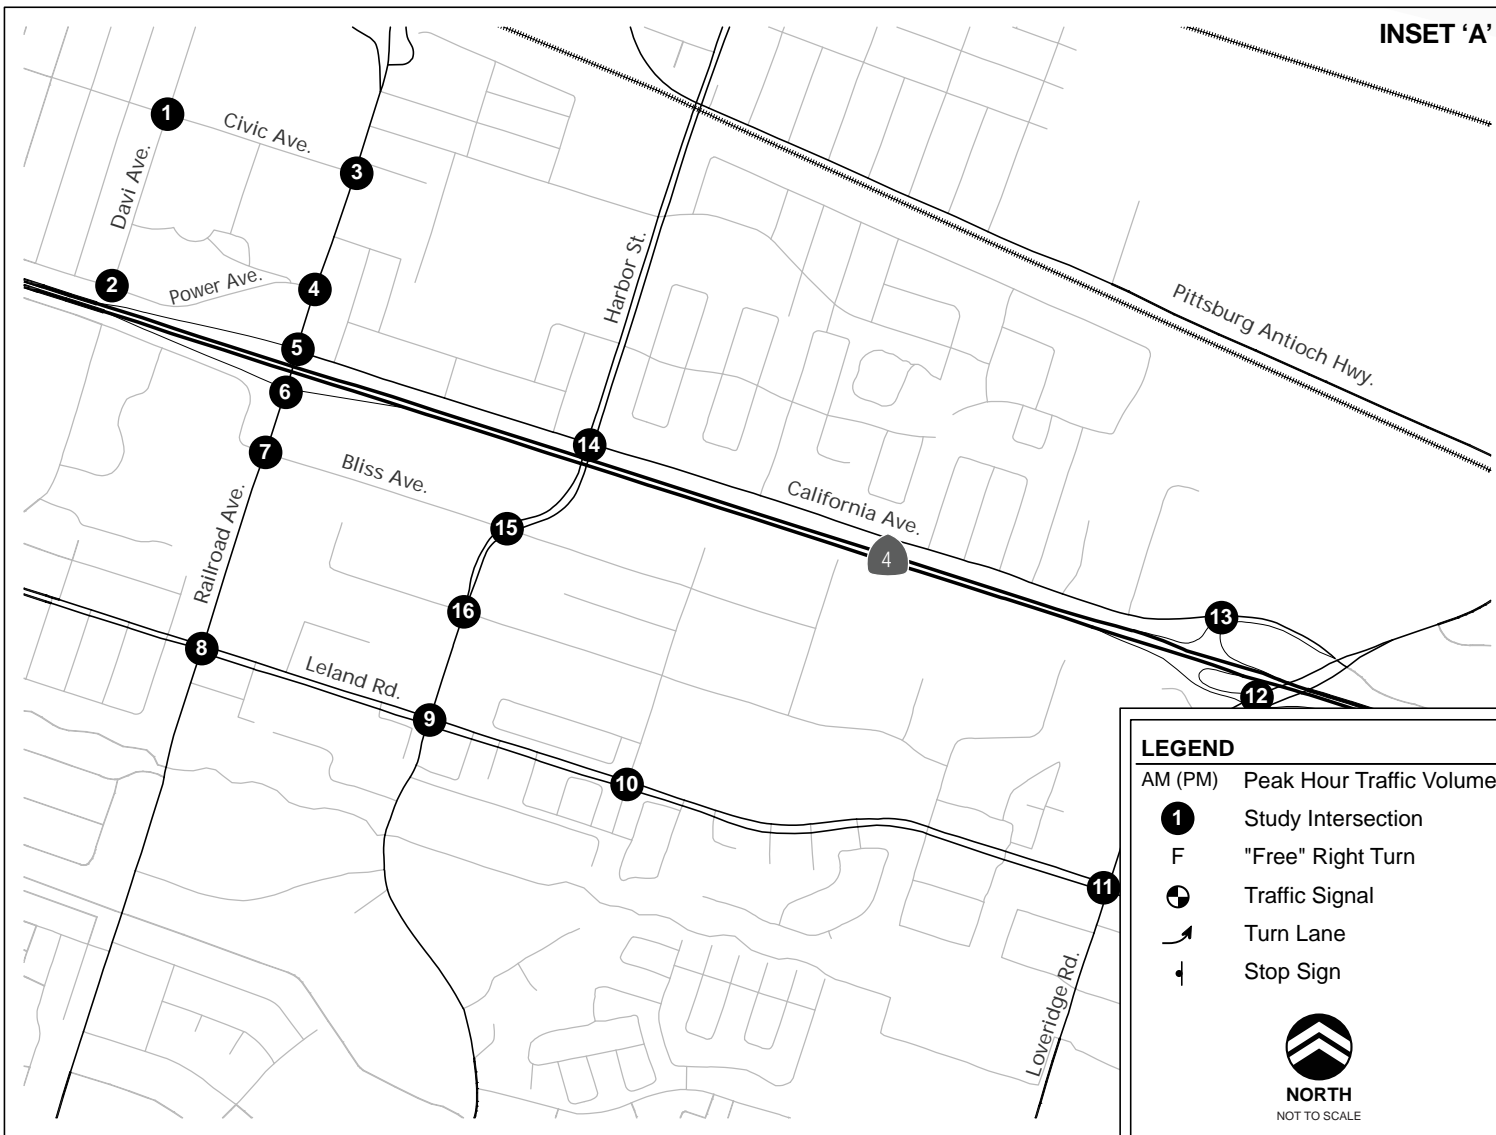 INSET ‘A’
1
Civic Ave.
3
Davi Ave.
2
Power Ave.
4
Harbor St.
Pittsburg Antioch Hwy.
5
6
7
14
Bliss Ave.
California Ave.
15
4
Railroad Ave.
16
13
8
Leland Rd.
9
12
10
11
Loveridge Rd.
LEGEND
AM (PM) Peak Hour Traffic Volume
1 Study Intersection
F "Free" Right Turn
Traffic Signal
Turn Lane
Stop Sign
NORTH
NOT TO SCALE